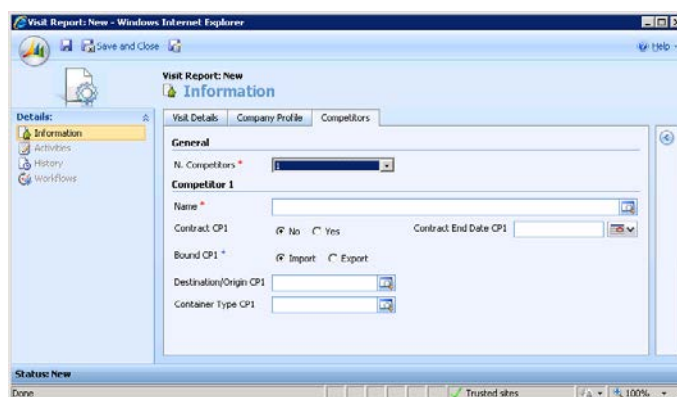 Visit Report: New - Windows Internet Explorer
Save and Close
Help
Visit Report: New
Information
Details:
Information
Activities
History
Workflows
Visit Details Company Profile Competitors
General
N. Competitors * 1
Competitor 1
Name *
Contract CP1 No Yes Contract End Date CP1
Bound CP1 + Import Export
Destination/Origin CP1
Container Type CP1
Status: New
Done Trusted sites 100%